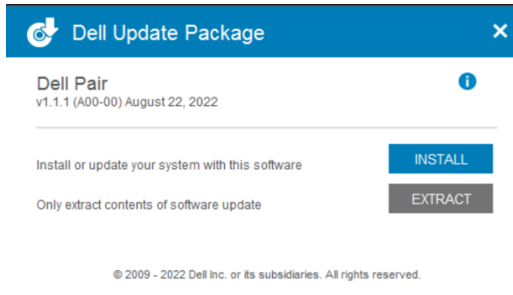 Dell Update Package
Dell Pair
v1.1.1 (A00-00) August 22, 2022
Install or update your system with this software
INSTALL
Only extract contents of software update
EXTRACT
© 2009 - 2022 Dell Inc. or its subsidiaries. All rights reserved.